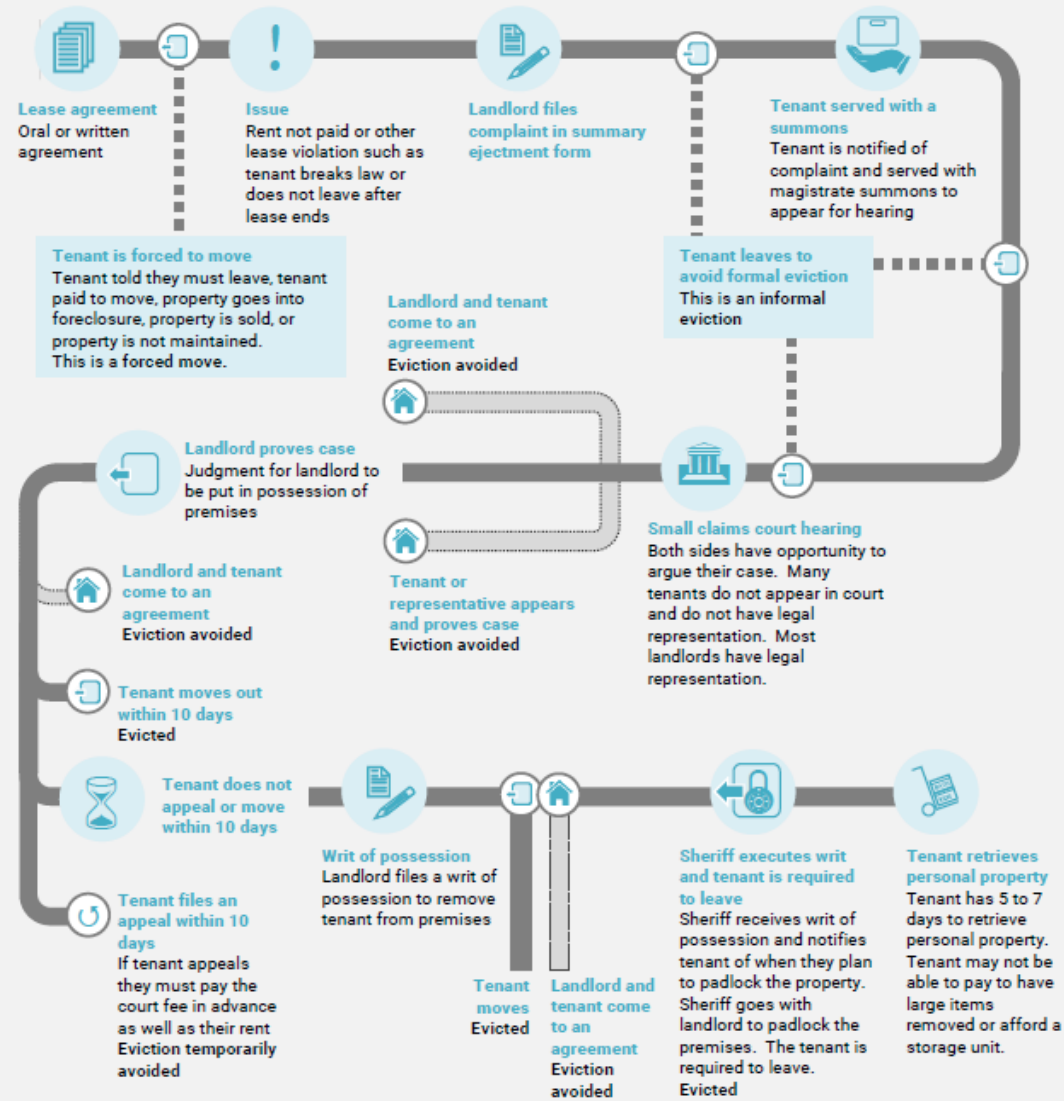 Lease agreement
Oral or written
agreement
Issue
Rent not paid or other
lease violation such as
tenant breaks law or
does not leave after
lease ends
Landlord files
complaint in summary
ejectment form
Tenant served with a
summons
Tenant is notified of
complaint and served with
magistrate summons to
appear for hearing
Tenant is forced to move
Tenant told they must leave, tenant
paid to move, property goes into
foreclosure, property is sold, or
property is not maintained.
This is a forced move.
Tenant leaves to
avoid formal eviction
This is an informal
eviction
Landlord and tenant
come to an
agreement
Eviction avoided
Small claims court hearing
Both sides have opportunity to
argue their case. Many
tenants do not appear in court
and do not have legal
representation. Most
landlords have legal
representation.
Tenant or
representative appears
and proves case
Eviction avoided
Landlord proves case
Judgment for landlord to
be put in possession of
premises
Landlord and tenant
come to an
agreement
Eviction avoided
Tenant moves out
within 10 days
Evicted
Tenant does not
appeal or move
within 10 days
Tenant files an
appeal within 10
days
If tenant appeals
they must pay the
court fee in advance
as well as their rent
Eviction temporarily
avoided
Writ of possession
Landlord files a writ of
possession to remove
tenant from premises
Tenant
moves
Evicted
Landlord and
tenant come
to an
agreement
Eviction
avoided
Sheriff executes writ
and tenant is required
to leave
Sheriff receives writ of
possession and notifies
tenant of when they plan
to padlock the property.
Sheriff goes with
landlord to padlock the
premises. The tenant is
required to leave.
Evicted
Tenant retrieves
personal property
Tenant has 5 to 7
days to retrieve
personal property.
Tenant may not be
able to pay to have
large items
removed or afford a
storage unit.